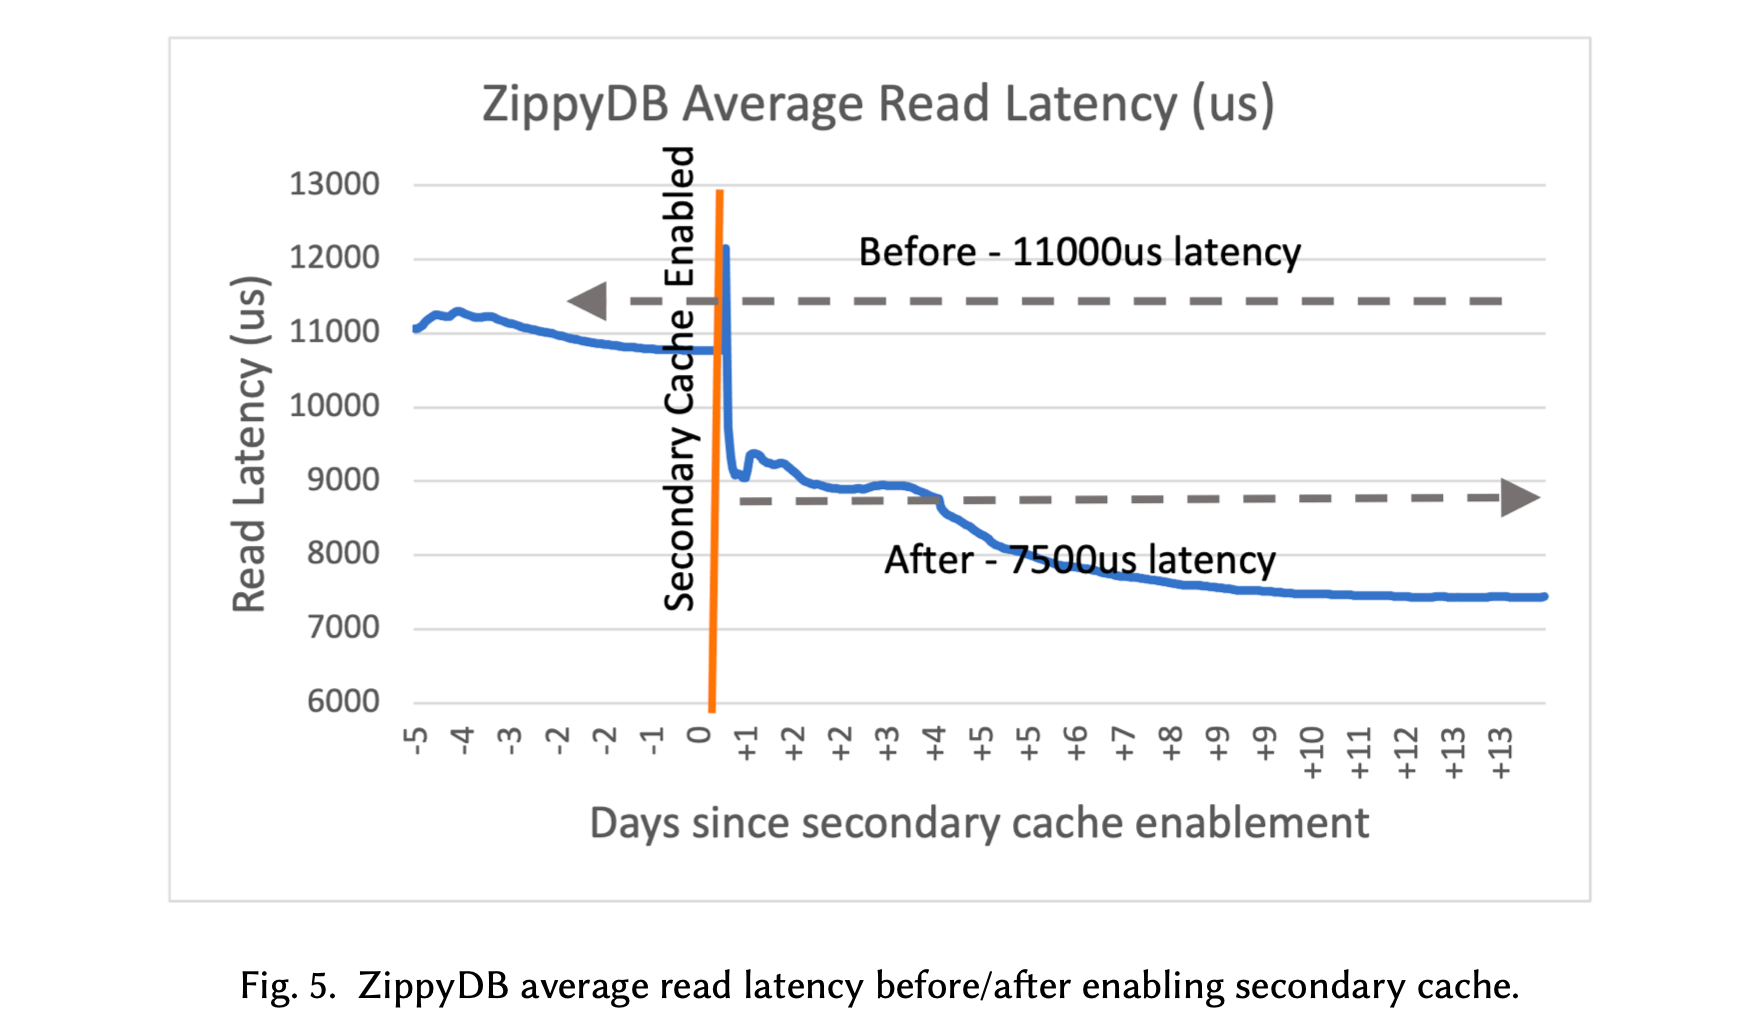 ZippyDB Average Read Latency (us)
Secondary Cache Enabled
Before - 11000us latency
After - 7500us latency
Read Latency (us)
13000
12000
11000
10000
9000
8000
7000
6000
-5 -4 -3 -2 -2 -1 0 +1 +2 +2 +3 +4 +5 +5 +6 +7 +8 +9 +9 +10 +11 +12 +13 +13
Days since secondary cache enablement
Fig. 5. ZippyDB average read latency before/after enabling secondary cache.